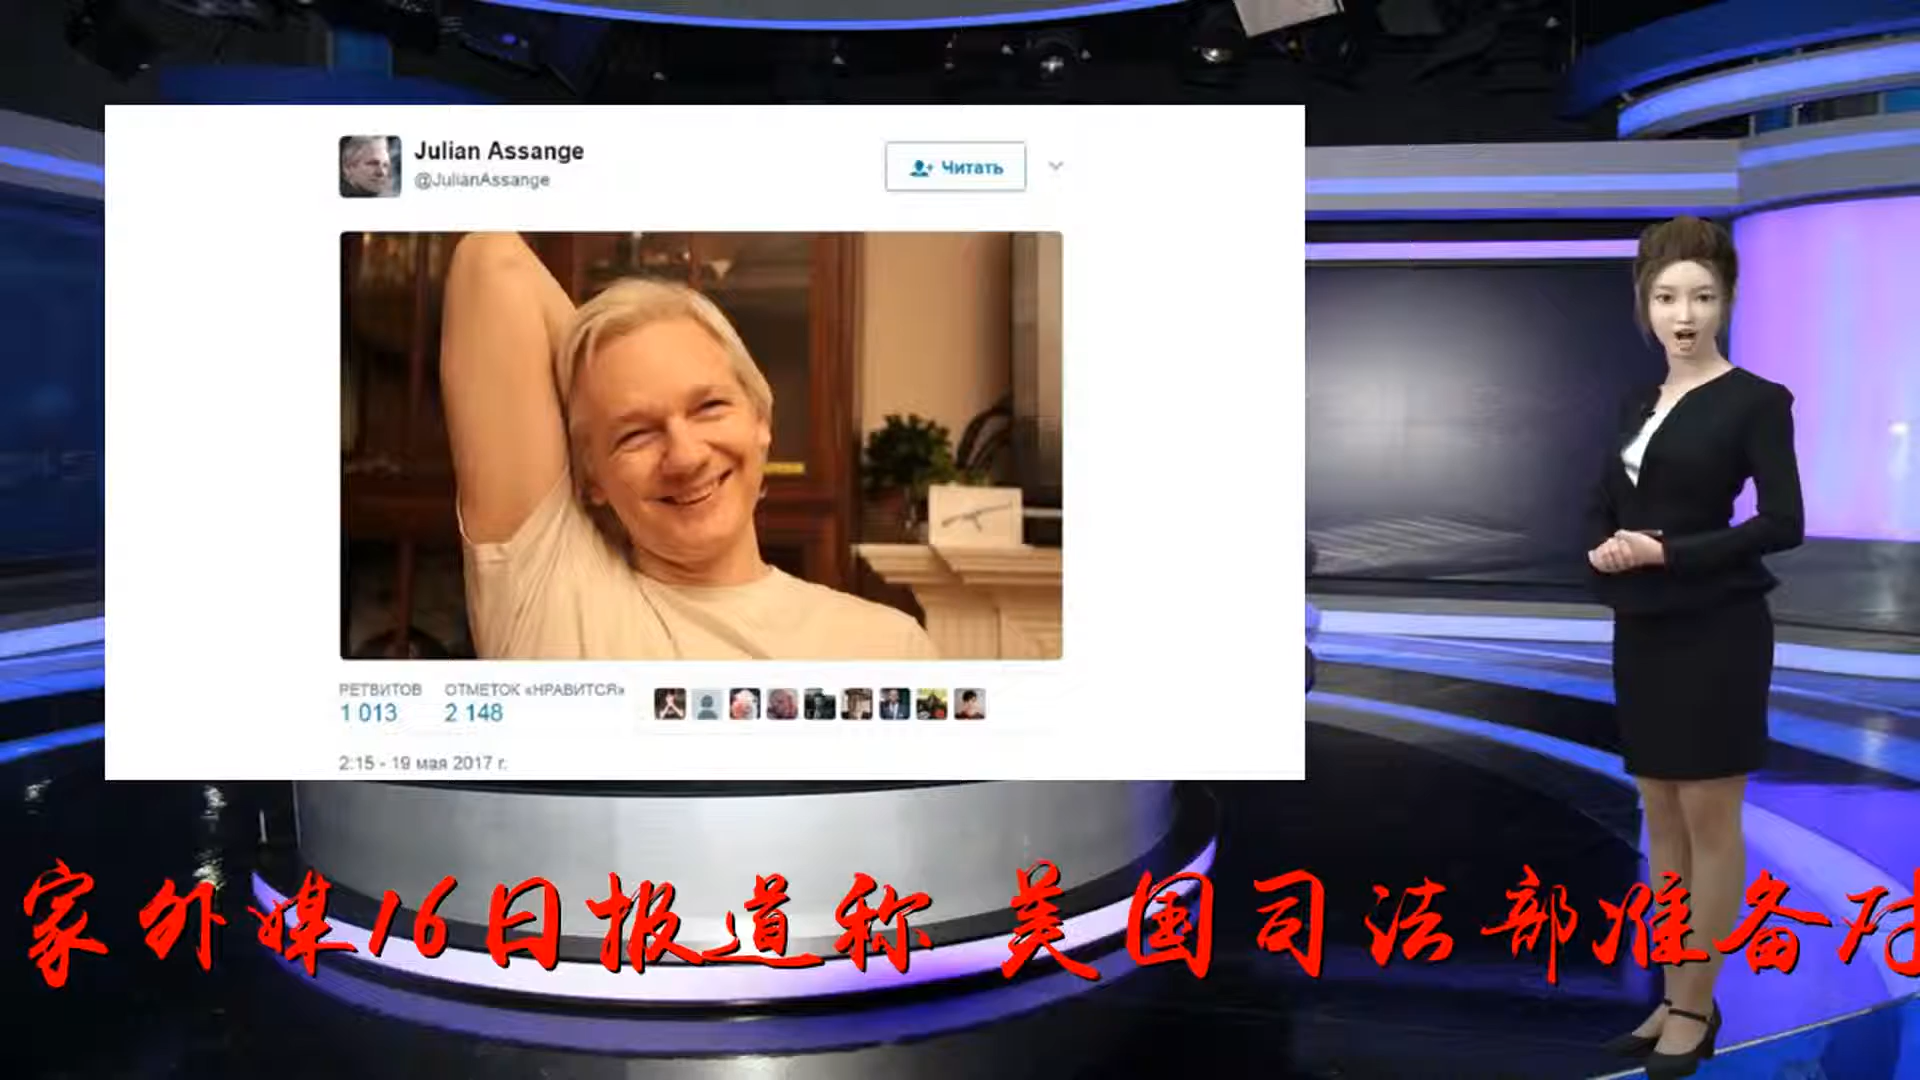 Julian Assange
@JulianAssange
Читать
РЕТВИТОВ ОТМЕТОК «НРАВИТСЯ»
1 013 2 148
2:15 - 19 мая 2017 г.
家外媒16日报道称 美国司法部准备对